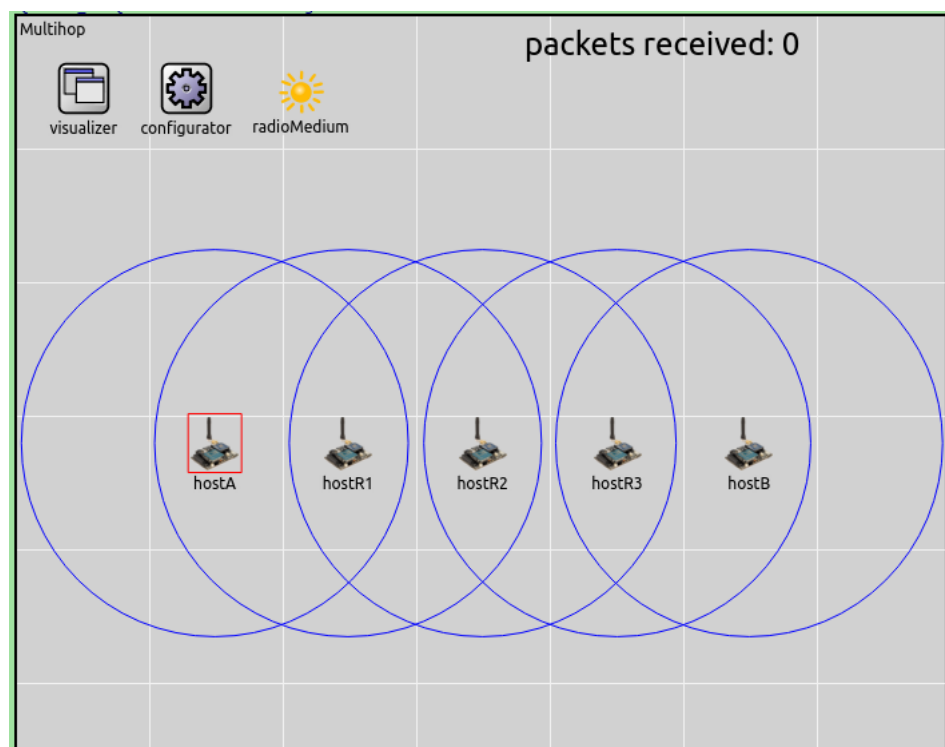 Multihop
packets received: 0
visualizer
configurator
radioMedium
hostA
hostR1
hostR2
hostR3
hostB